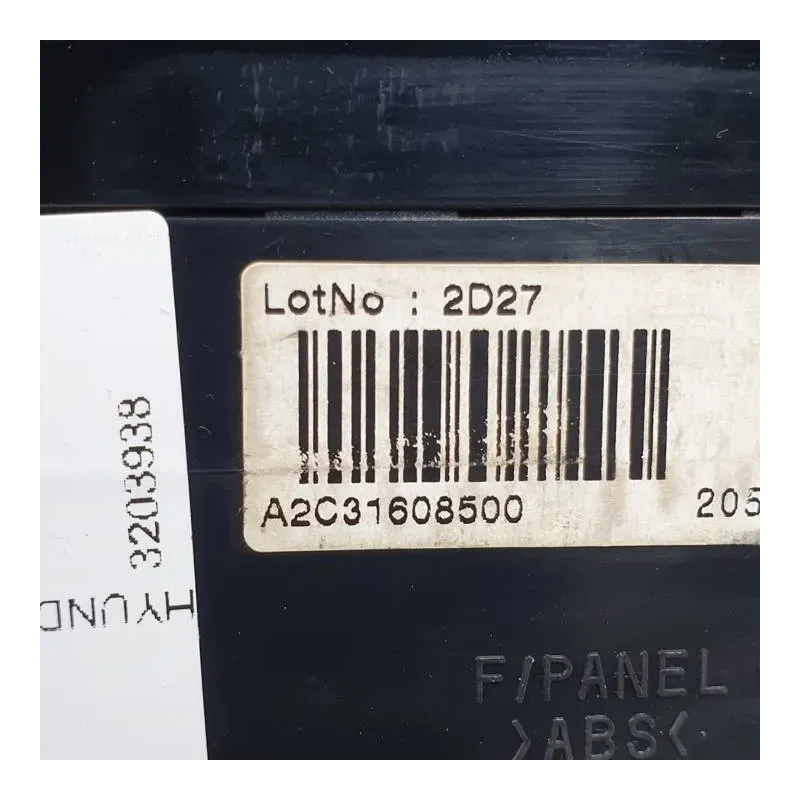 LotNo : 2D27
A2C31608500 205
3203938
HYUND
F/PANEL
>ABS<